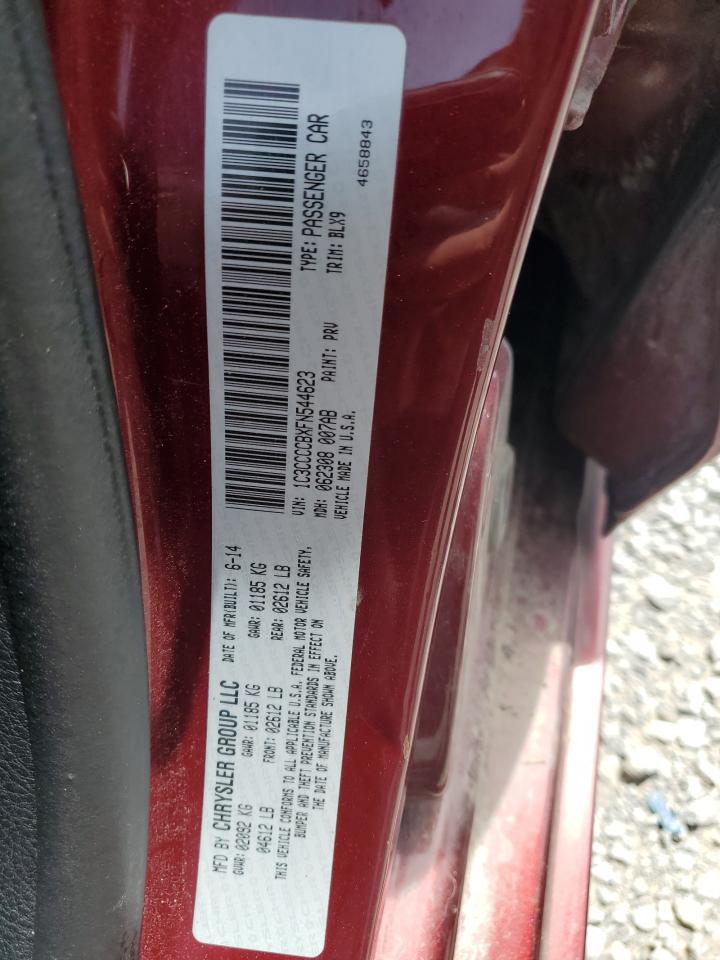 MFD BY CHRYSLER GROUP LLC
DATE OF MFR(BUILT): 6-14
GVWR: 02092 KG
GAWR: 01185 KG
GAWR: 01185 KG
04612 LB
FRONT: 02612 LB
REAR: 02612 LB
THIS VEHICLE CONFORMS TO ALL APPLICABLE U.S.A. FEDERAL MOTOR VEHICLE SAFETY,
BUMPER AND THEFT PREVENTION STANDARDS IN EFFECT ON
THE DATE OF MANUFACTURE SHOWN ABOVE.
VIN: 1C3CCCCBXFN544623
TYPE: PASSENGER CAR
MDH: 062308 007AB
PAINT: PRV
TRIM: BLX9
VEHICLE MADE IN U.S.A.
4658843